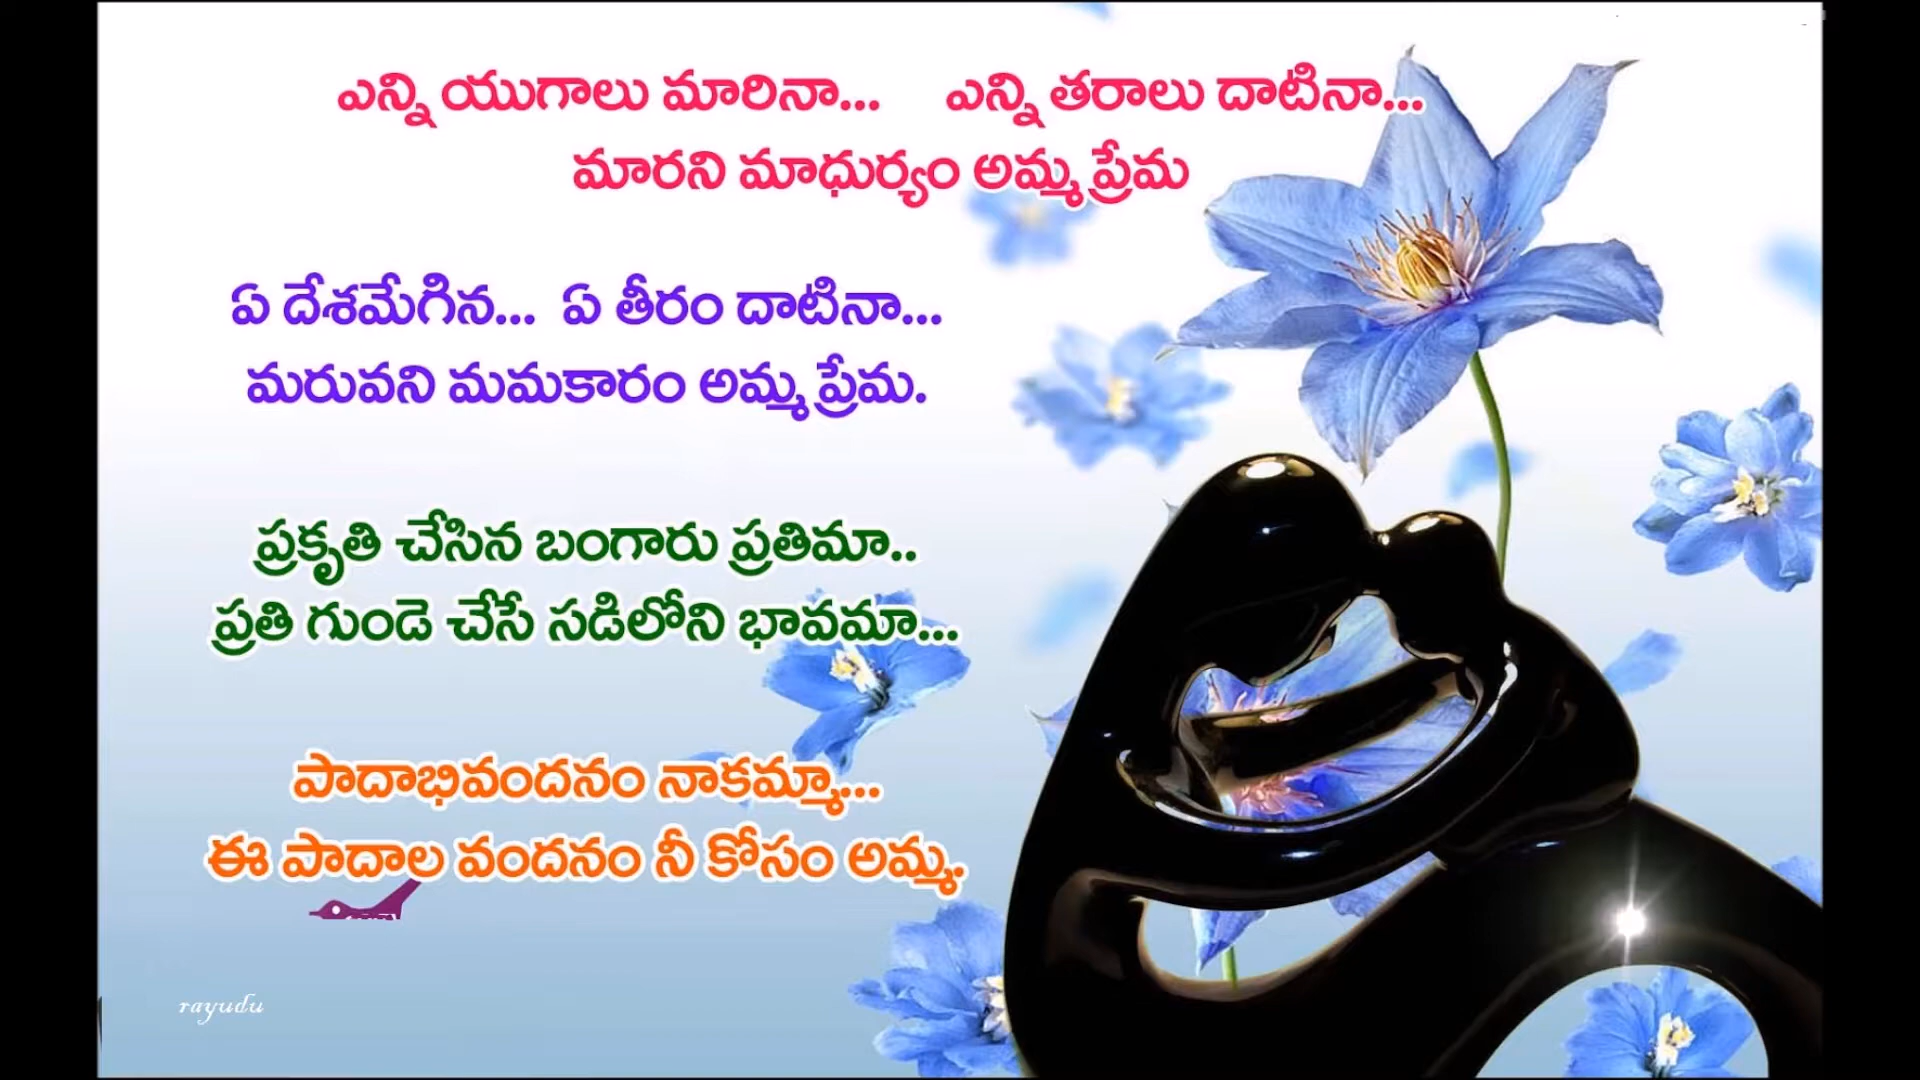 ఎన్ని యుగాలు మారినా... ఎన్ని తరాలు దాటినా...
మారని మాధుర్యం అమ్మ ప్రేమ
ఏ దేశమేగిన... ఏ తీరం దాటినా...
మరువని మమకారం అమ్మ ప్రేమ.
ప్రకృతి చేసిన బంగారు ప్రతిమా..
ప్రతి గుండె చేసే సడిలోని భావమా...
పాదాభివందనం నాకమ్మా...
ఈ పాదాల వందనం నీ కోసం అమ్మ.
rayudu